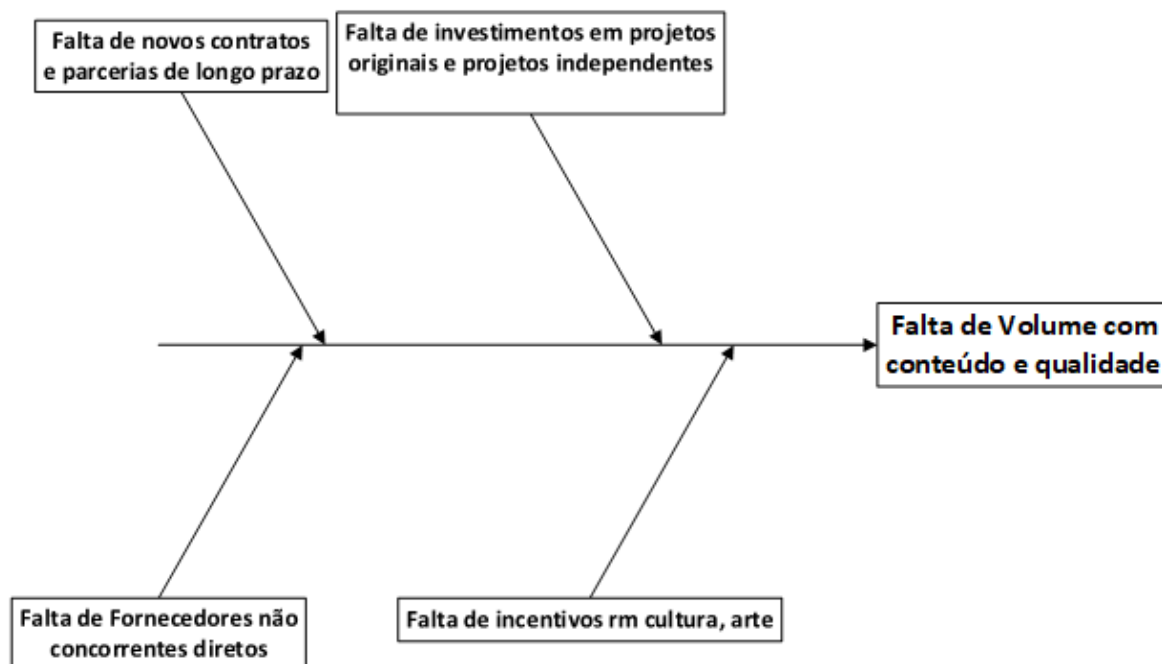 Falta de novos contratos
e parcerias de longo prazo
Falta de investimentos em projetos
originais e projetos independentes
Falta de Volume com
conteúdo e qualidade
Falta de Fornecedores não
concorrentes diretos
Falta de incentivos rm cultura, arte